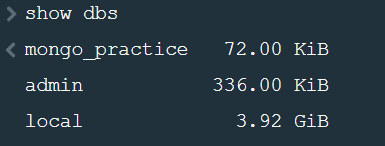 show dbs
mongo_practice 72.00 KiB
admin 336.00 KiB
local 3.92 GiB